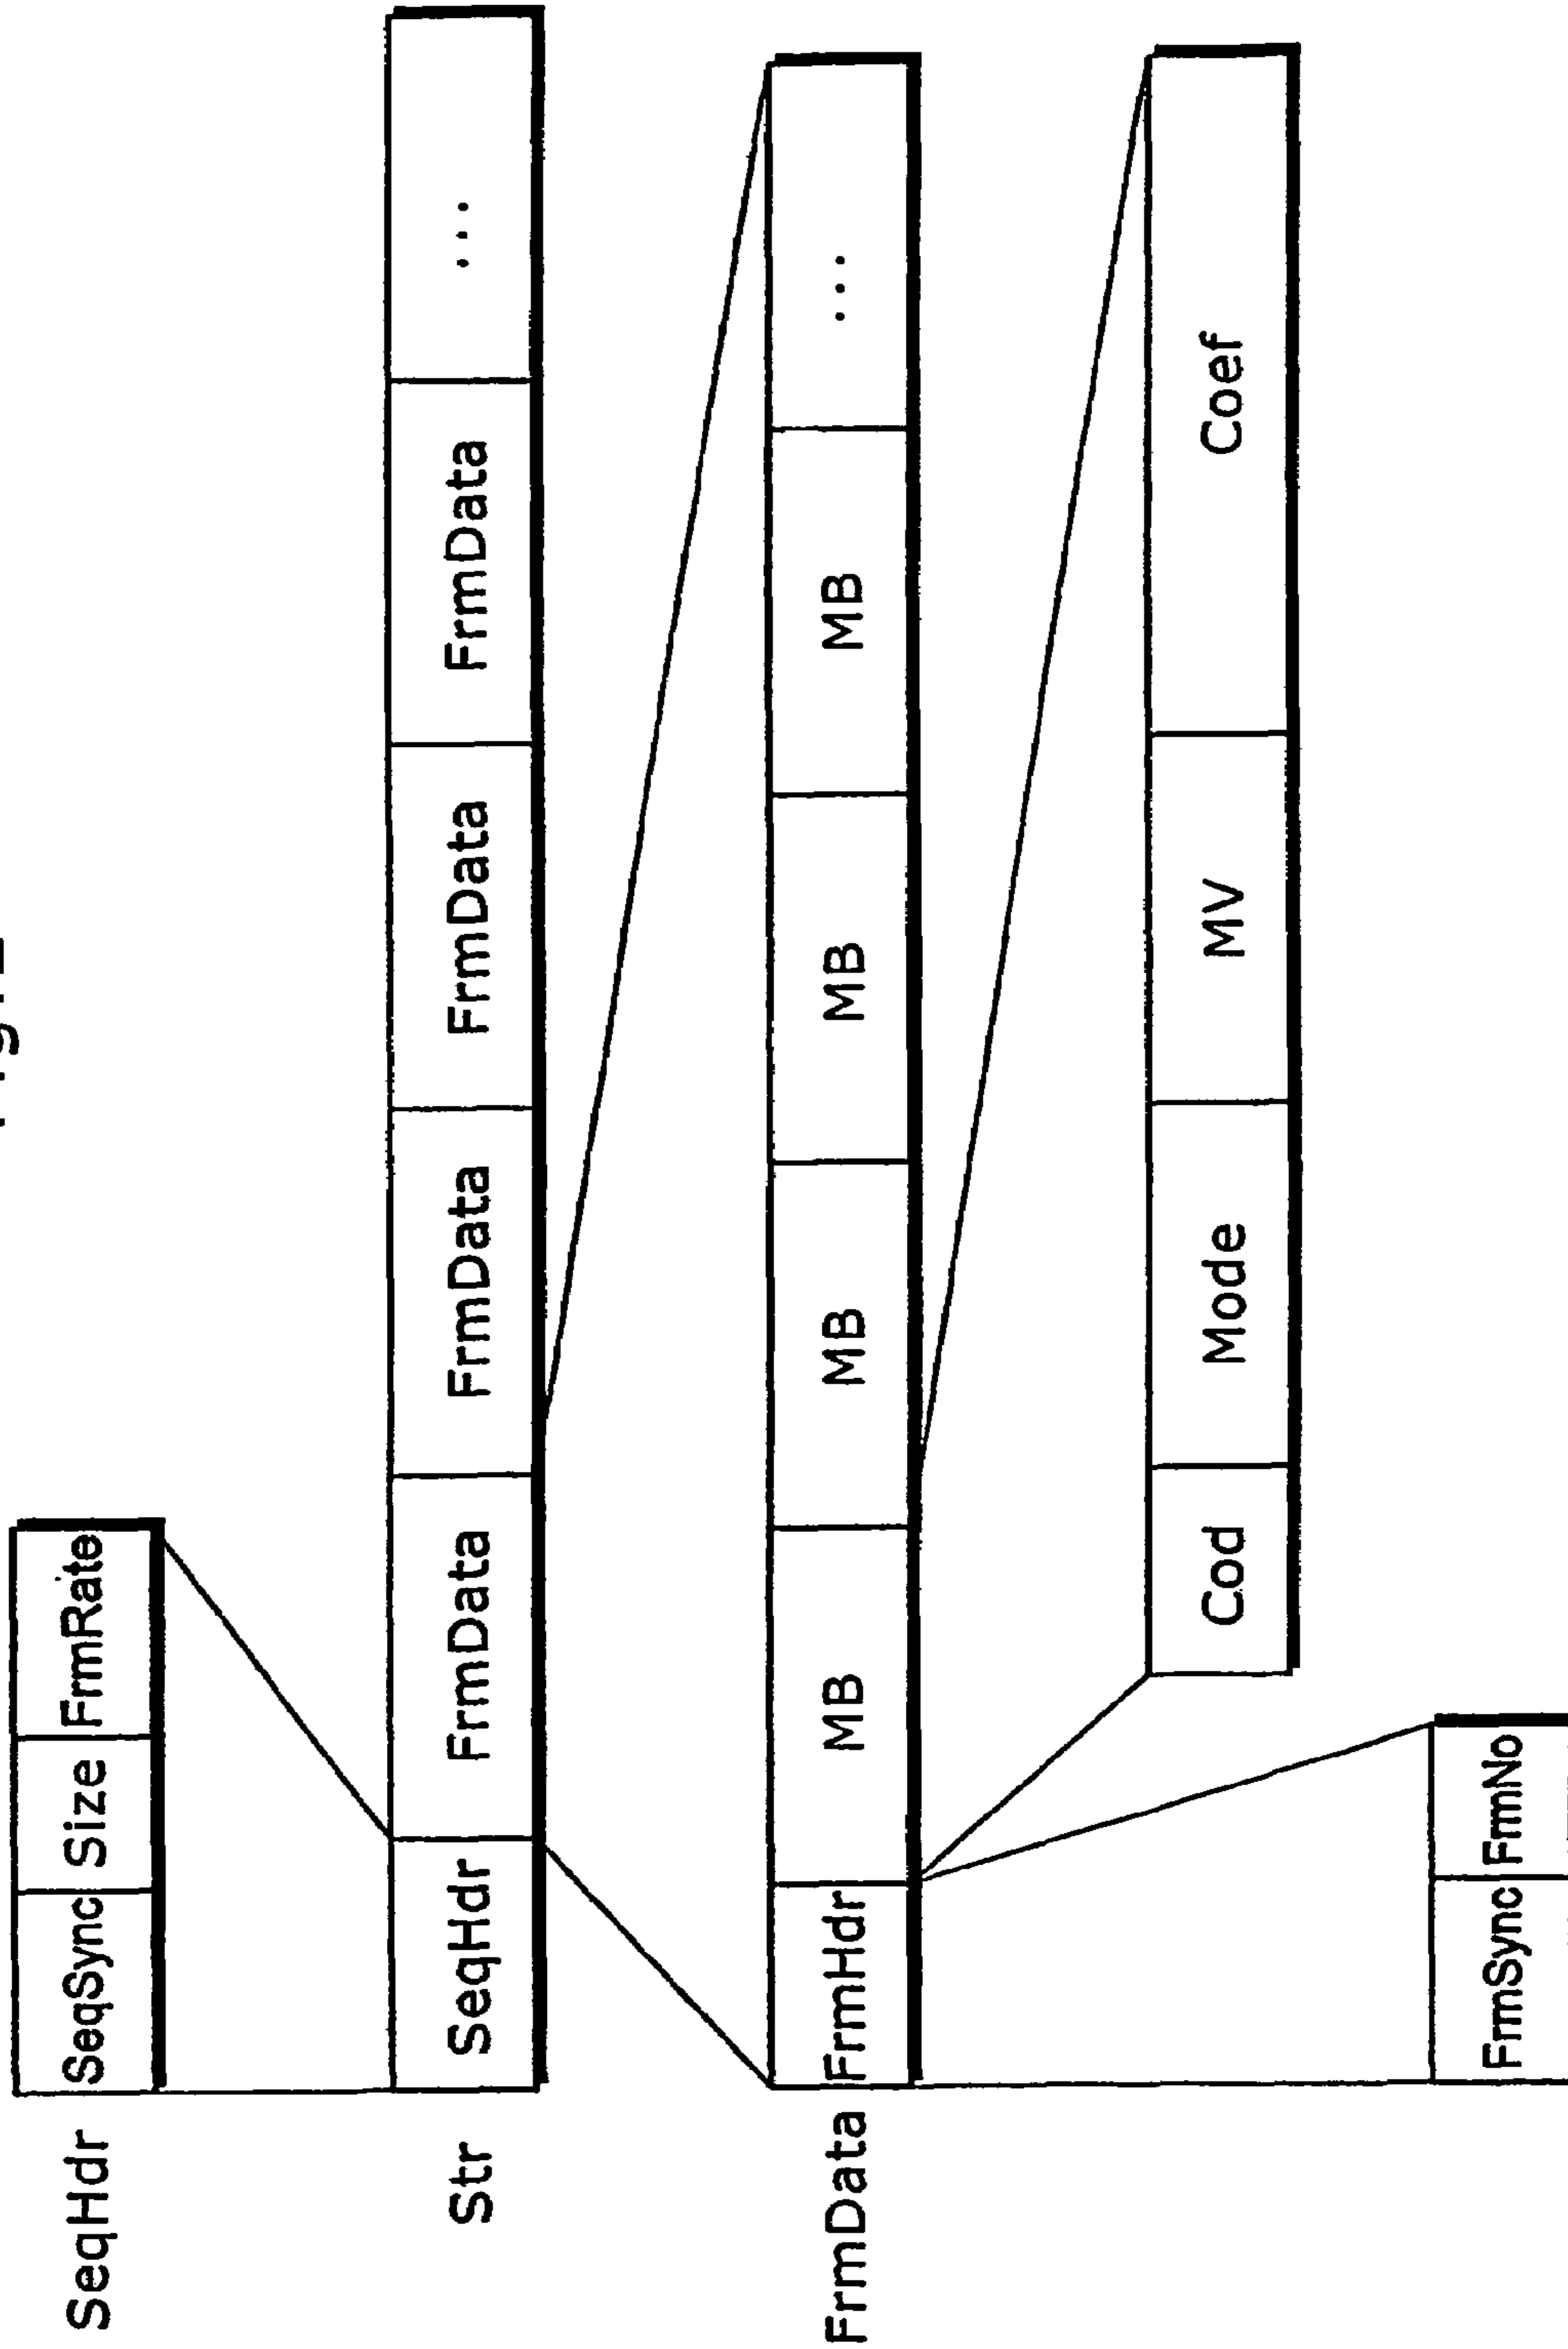 SeqHdr SeqSync Size FrmRate
Str SeqHdr FrmData FrmData FrmData FrmData ...
FrmData FrmHdr MB MB MB MB ...
Cod Mode MV Coef
FrmSync FrmNo